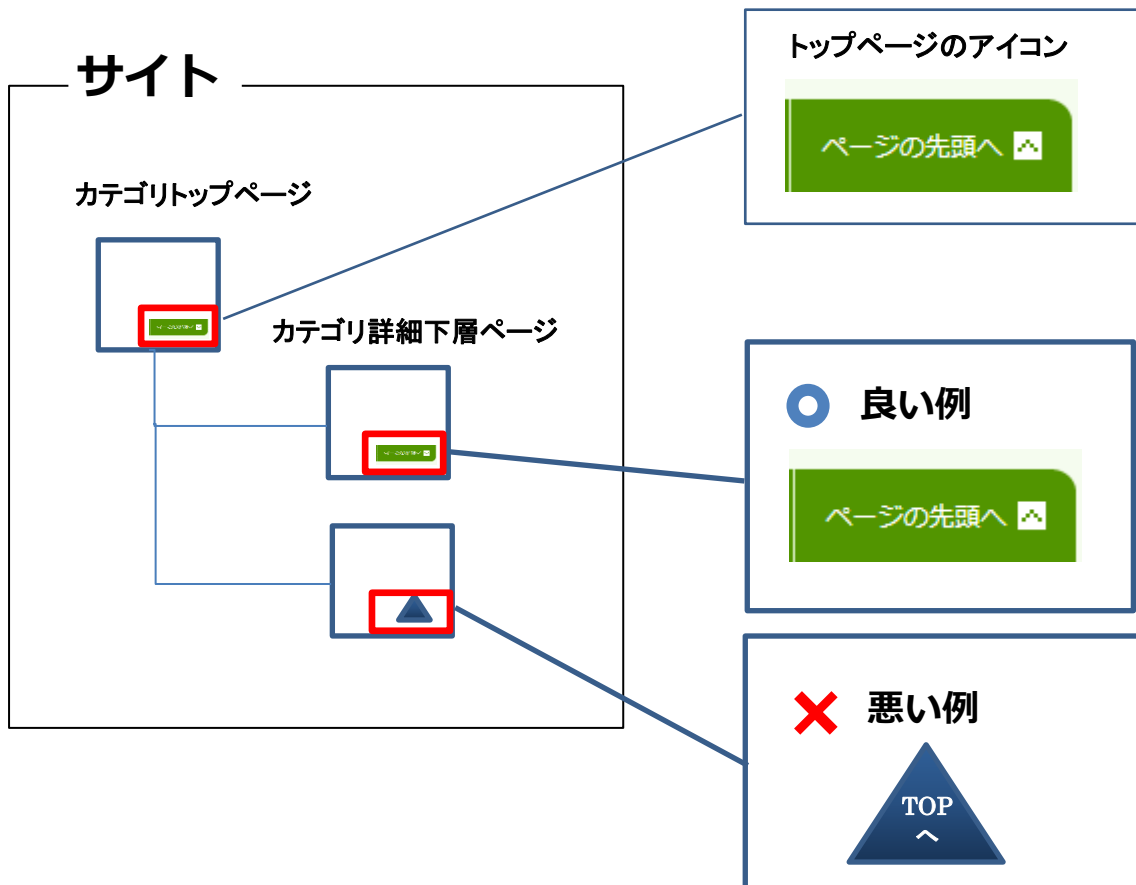 サイト
トップページのアイコン
ページの先頭へ
カテゴリトップページ
カテゴリ詳細下層ページ
良い例
ページの先頭へ
悪い例
TOP
へ